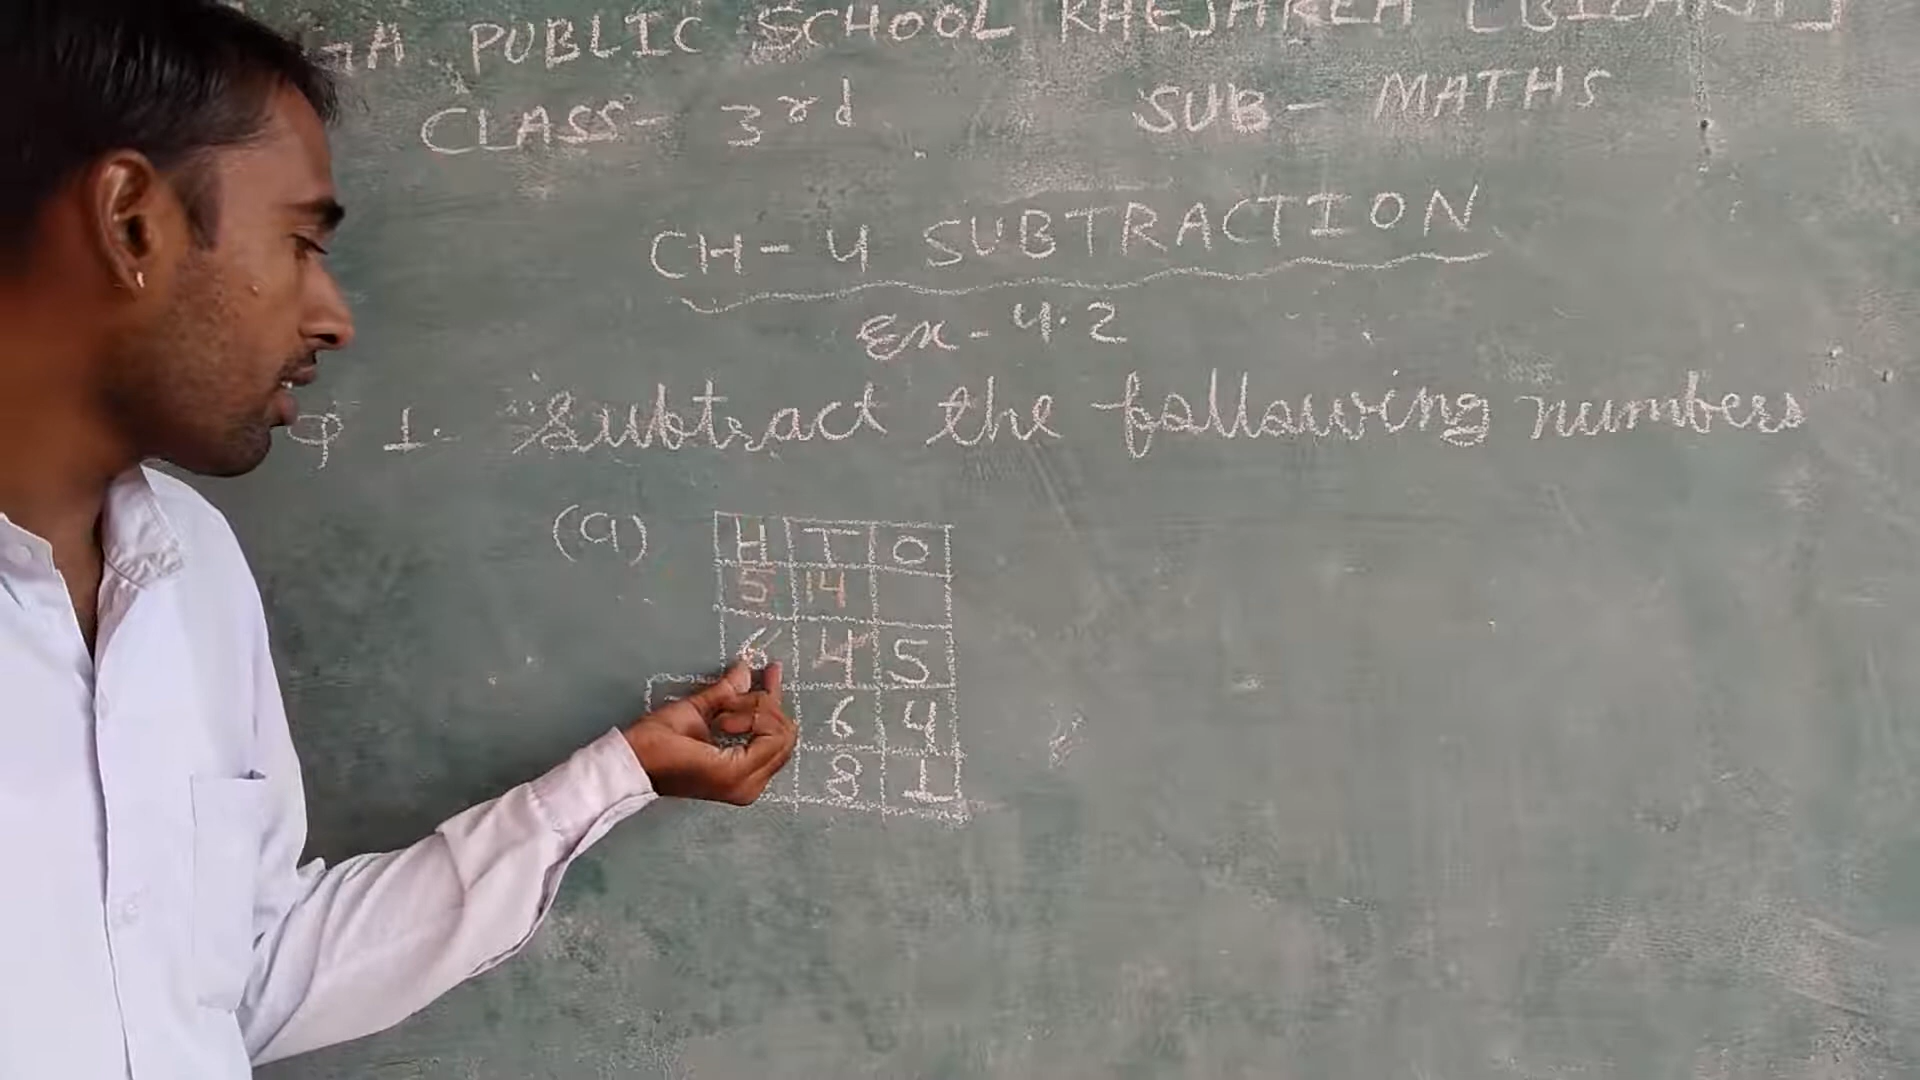 PUBLIC SCHOOL KHEJAREA
CLASS- 3rd SUB- MATHS
CH-4 SUBTRACTION
Ex-4.2
Q 1. Subtract the following numbers
(a) H T O
5 14
6 4 5
6 4
8 1